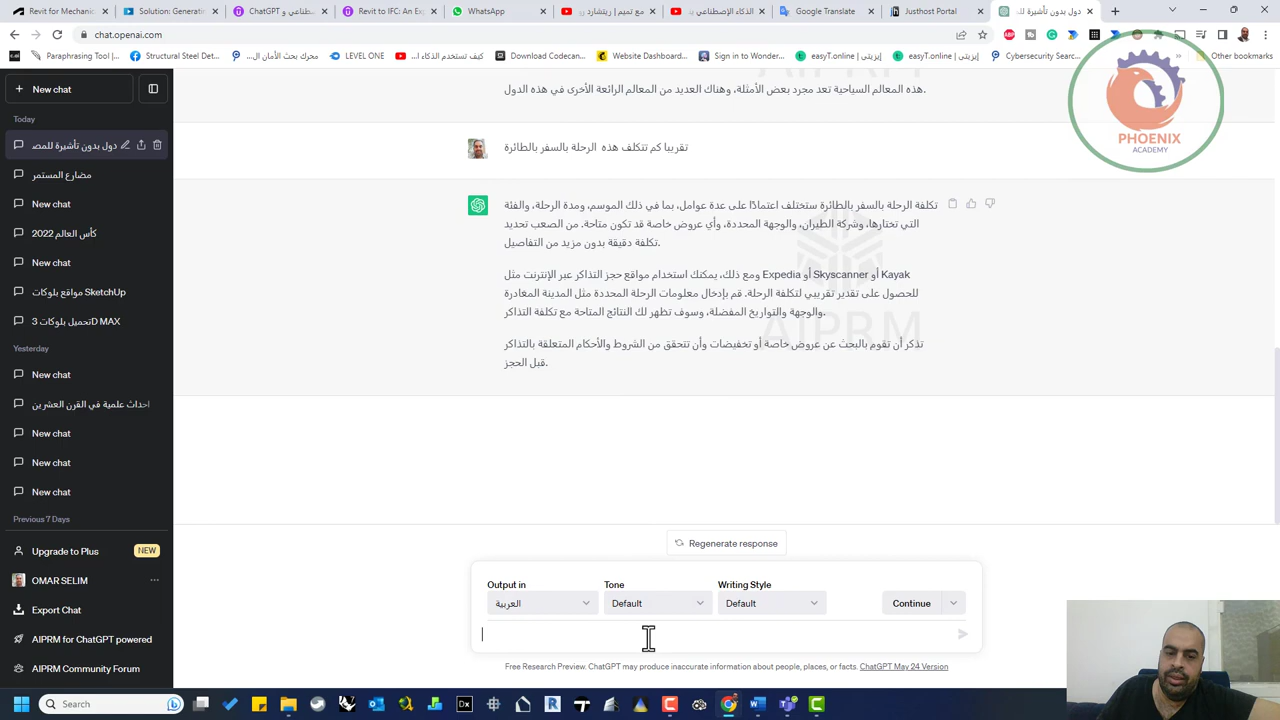 Revit for Mechanic
Solution: Generati
صطناعي و ChatGPT
Revit to IFC: An Exp
WhatsApp
مع تميم | ريتشارد ور
الذكاء الإصطناعي بد
Google Translate
Justhost Portal
دول بدون تأشيرة للـ
chat.openai.com
Paraphrasing Tool |...
Structural Steel Det...
محرك بحث الأمان ال...
LEVEL ONE
كيف تستخدم الذكاء ا...
Download Codecan...
Website Dashboard...
Sign in to Wonder...
إيزيتي | easyT.online
إيزيتي | easyT.online
Cybersecurity Searc...
»
Other bookmarks
+ New chat
Today
دول بدون تأشيرة للمص
مضارع المستمر
New chat
كأس العالم 2022
New chat
مواقع بلوكات SketchUp
تحميل بلوكات 3D MAX
Yesterday
New chat
احداث علمية في القرن العشرين
New chat
New chat
New chat
Previous 7 Days
Upgrade to Plus
NEW
OMAR SELIM
...
Export Chat
AIPRM for ChatGPT powered
AIPRM Community Forum
هذه المعالم السياحية تعد مجرد بعض الأمثلة، وهناك العديد من المعالم الرائعة الأخرى في هذه الدول.
تقريبا كم تتكلف هذه الرحلة بالسفر بالطائرة
تكلفة الرحلة بالسفر بالطائرة ستختلف اعتمادًا على عدة عوامل، بما في ذلك الموسم، ومدة الرحلة، والفئة
التي تختارها، وشركة الطيران، والوجهة المحددة، وأي عروض خاصة قد تكون متاحة. من الصعب تحديد
تكلفة دقيقة بدون مزيد من التفاصيل.
ومع ذلك، يمكنك استخدام مواقع حجز التذاكر عبر الإنترنت مثل Expedia أو Skyscanner أو Kayak
للحصول على تقدير تقريبي لتكلفة الرحلة. قم بإدخال معلومات الرحلة المحددة مثل المدينة المغادرة
والوجهة والتواريخ المفضلة، وسوف تظهر لك النتائج المتاحة مع تكلفة التذاكر.
تذكر أن تقوم بالبحث عن عروض خاصة أو تخفيضات وأن تتحقق من الشروط والأحكام المتعلقة بالتذاكر
قبل الحجز.
AIPRM
PHOENIX
ACADEMY
Regenerate response
Output in
Tone
Writing Style
العربية
Default
Default
Continue
Free Research Preview. ChatGPT may produce inaccurate information about people, places, or facts. ChatGPT May 24 Version
Search